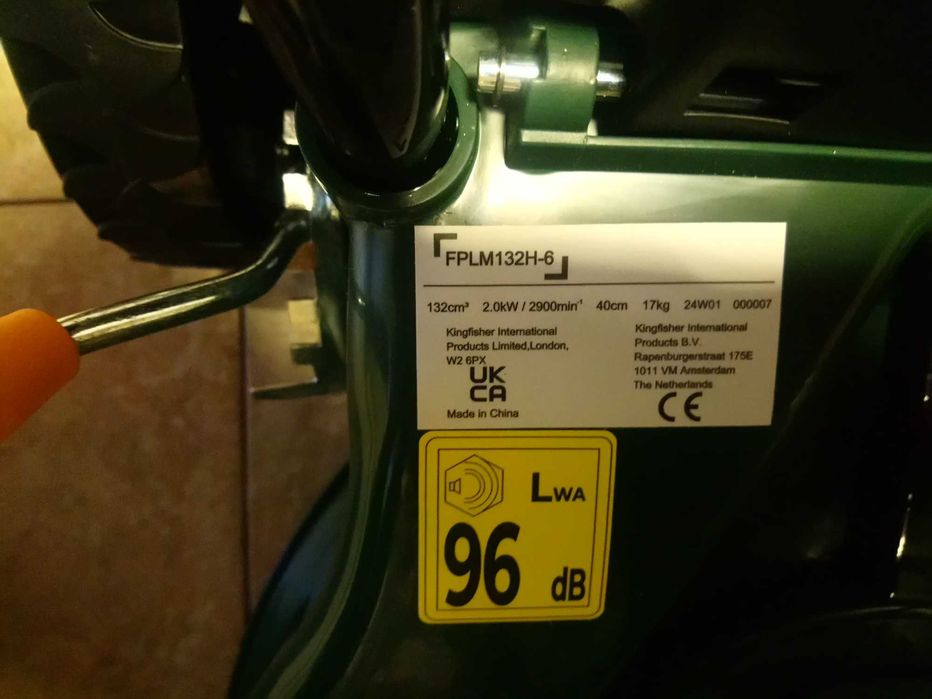 FPLM132H-6
132cm³ 2.0kW / 2900min⁻¹ 40cm 17kg 24W01 000007
Kingfisher International
Products Limited,London,
W2 6PX
UK
CA
Made in China
Kingfisher International
Products B.V.
Rapenburgerstraat 175E
1011 VM Amsterdam
The Netherlands
CE
LWA
96
dB